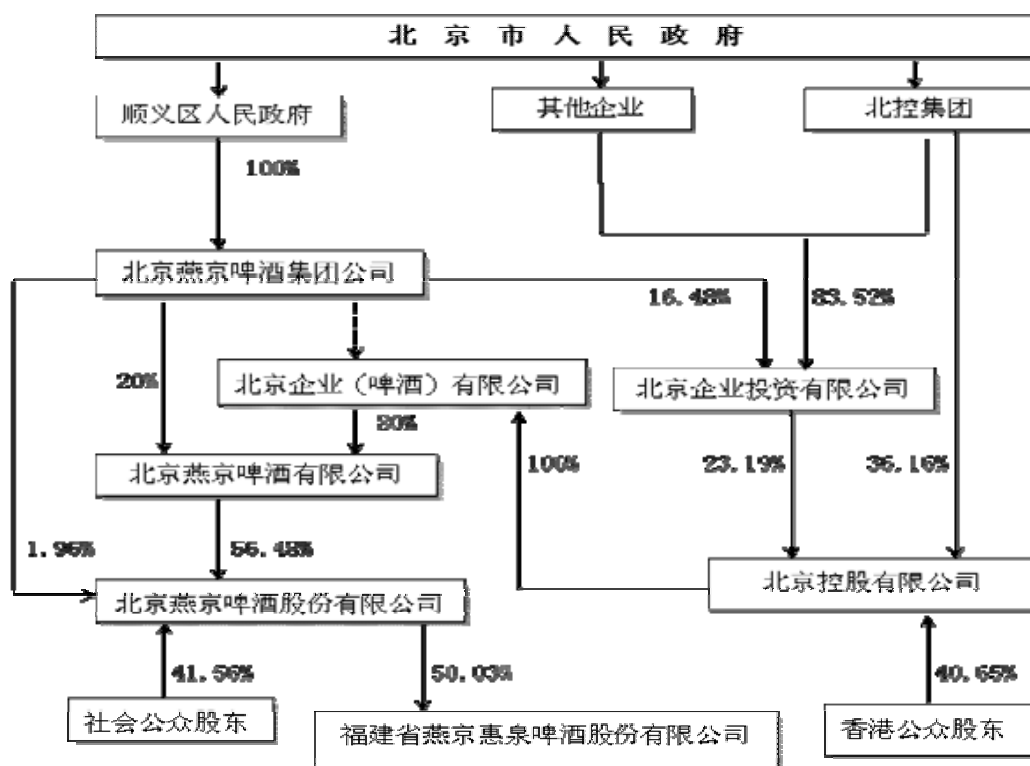 北京市人民政府
顺义区人民政府
其他企业
北控集团
100%
北京燕京啤酒集团公司
16.48%
83.52%
20%
北京企业（啤酒）有限公司
北京企业投资有限公司
80%
北京燕京啤酒有限公司
100%
23.19%
36.16%
1.96%
56.48%
北京燕京啤酒股份有限公司
北京控股有限公司
41.56%
50.03%
40.65%
社会公众股东
福建省燕京惠泉啤酒股份有限公司
香港公众股东